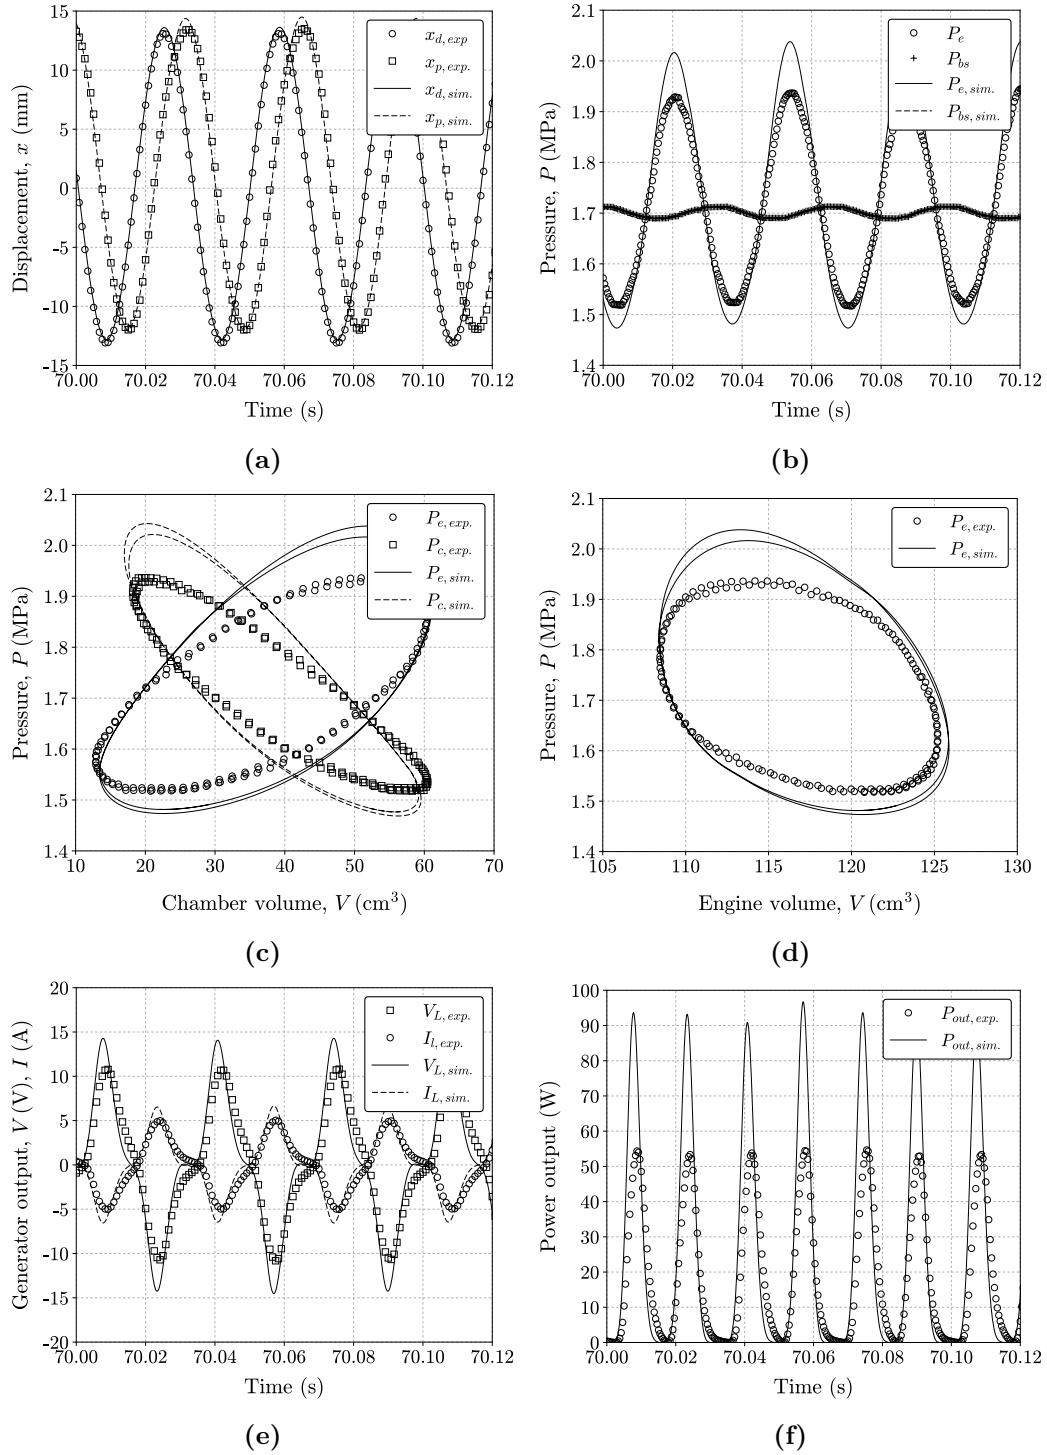 15
10
5
0
-5
-10
-15
70.00 70.02 70.04 70.06 70.08 70.10 70.12
Displacement, x (mm)
Time (s)
x_{d,exp}
x_{p,exp.}
x_{d,sim.}
x_{p,sim.}
(a)
2.1
2.0
1.9
1.8
1.7
1.6
1.5
1.4
70.00 70.02 70.04 70.06 70.08 70.10 70.12
Pressure, P (MPa)
Time (s)
P_e
P_{bs}
P_{e,sim.}
P_{bs,sim.}
(b)
2.1
2.0
1.9
1.8
1.7
1.6
1.5
1.4
10 20 30 40 50 60 70
Pressure, P (MPa)
Chamber volume, V (cm³)
P_{e,exp.}
P_{c,exp.}
P_{e,sim.}
P_{c,sim.}
(c)
2.1
2.0
1.9
1.8
1.7
1.6
1.5
1.4
105 110 115 120 125 130
Pressure, P (MPa)
Engine volume, V (cm³)
P_{e,exp.}
P_{e,sim.}
(d)
20
15
10
5
0
-5
-10
-15
-20
70.00 70.02 70.04 70.06 70.08 70.10 70.12
Generator output, V (V), I (A)
Time (s)
V_{L,exp.}
I_{l,exp.}
V_{L,sim.}
I_{L,sim.}
(e)
100
90
80
70
60
50
40
30
20
10
0
70.00 70.02 70.04 70.06 70.08 70.10 70.12
Power output (W)
Time (s)
P_{out,exp.}
P_{out,sim.}
(f)